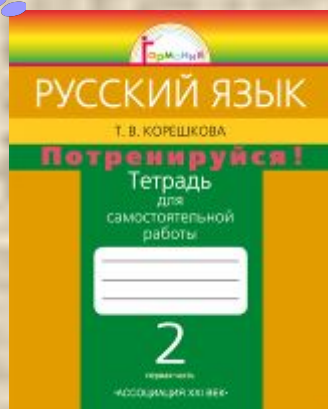 Гармония
РУССКИЙ ЯЗЫК
Т. В. КОРЕШКОВА
Потренируйся!
Тетрадь
для
самостоятельной
работы
2
первая часть
«АССОЦИАЦИЯ XXI ВЕК»